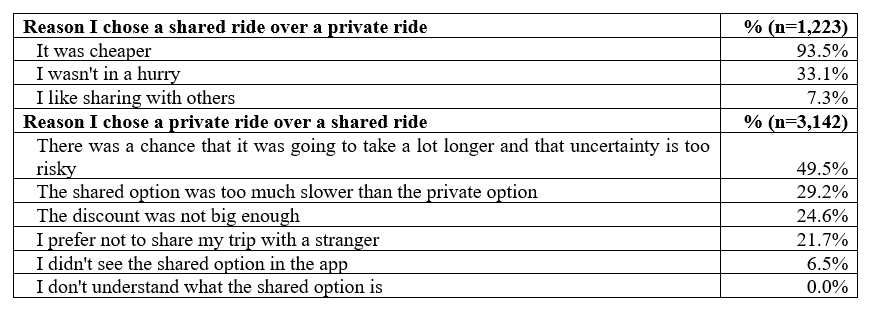 Reason I chose a shared ride over a private ride % (n=1,223)
It was cheaper 93.5%
I wasn't in a hurry 33.1%
I like sharing with others 7.3%
Reason I chose a private ride over a shared ride % (n=3,142)
There was a chance that it was going to take a lot longer and that uncertainty is too
risky 49.5%
The shared option was too much slower than the private option 29.2%
The discount was not big enough 24.6%
I prefer not to share my trip with a stranger 21.7%
I didn't see the shared option in the app 6.5%
I don't understand what the shared option is 0.0%